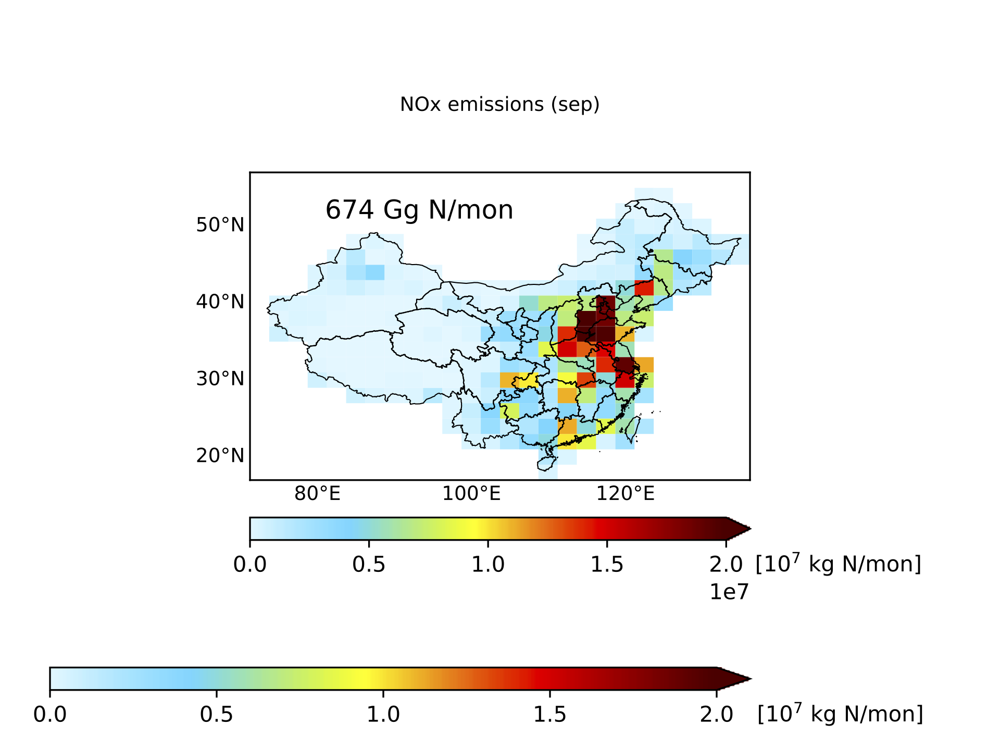 NOx emissions (sep)
674 Gg N/mon
50°N
40°N
30°N
20°N
80°E 100°E 120°E
0.0 0.5 1.0 1.5 2.0 [10⁷ kg N/mon]
1e7
0.0 0.5 1.0 1.5 2.0 [10⁷ kg N/mon]